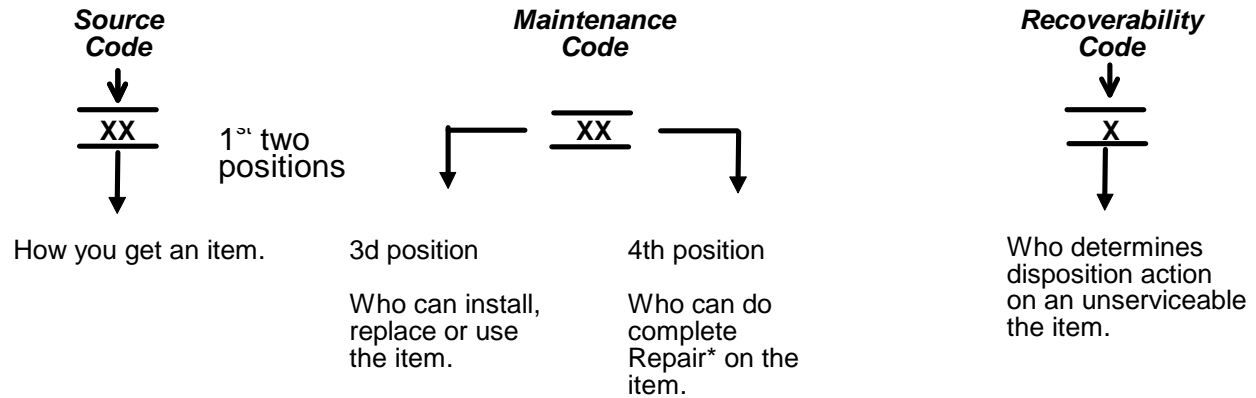 Source
Code
Maintenance
Code
Recoverability
Code
XX
1st two
positions
XX
X
How you get an item.
3d position
Who can install,
replace or use
the item.
4th position
Who can do
complete
Repair* on the
item.
Who determines
disposition action
on an unserviceable
the item.